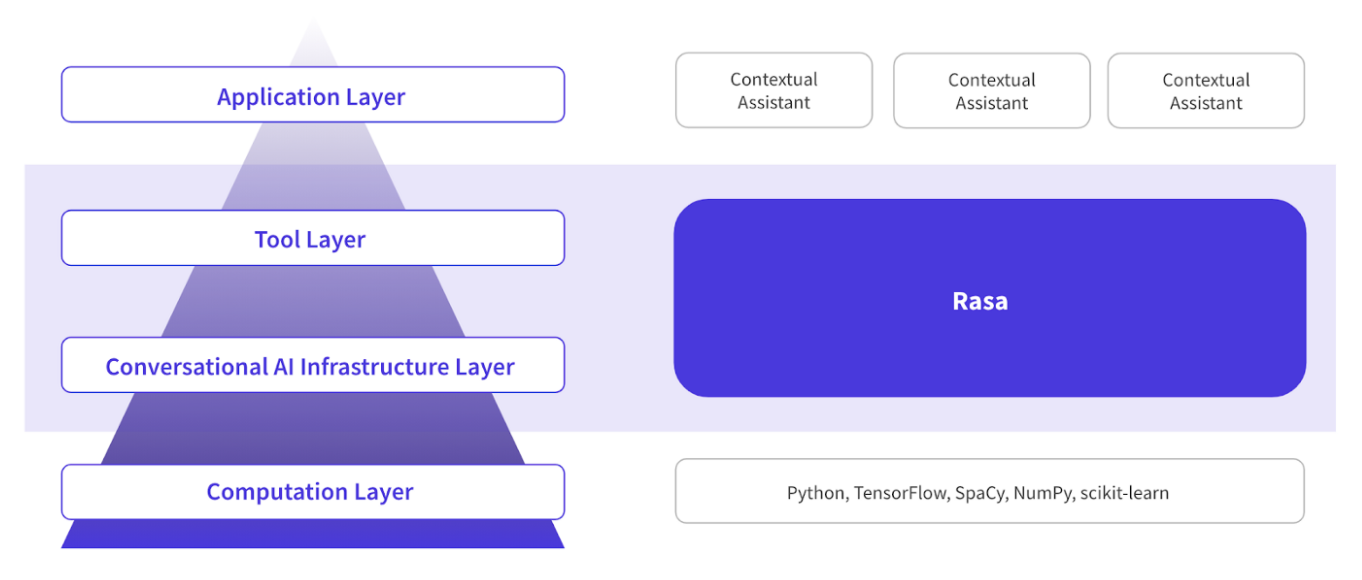 Application Layer
Contextual
Assistant
Contextual
Assistant
Contextual
Assistant
Tool Layer
Rasa
Conversational AI Infrastructure Layer
Computation Layer
Python, TensorFlow, SpaCy, NumPy, scikit-learn